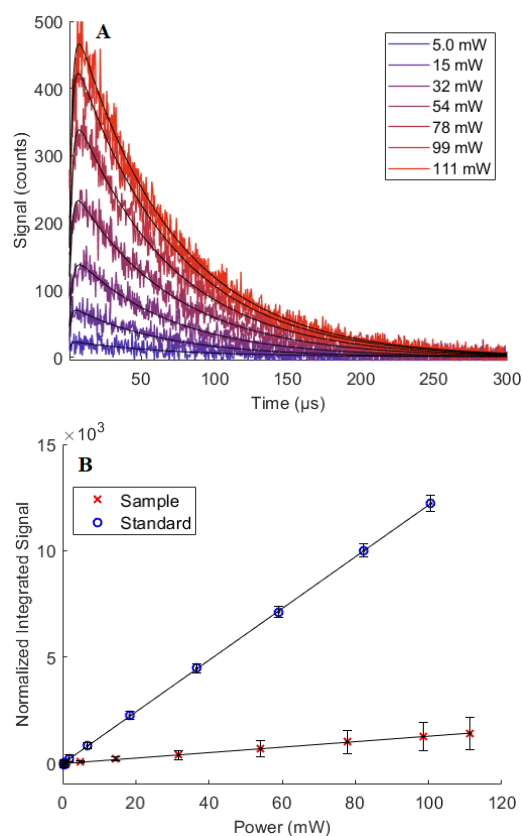 A
500
400
300
200
100
0
Signal (counts)
5.0 mW
15 mW
32 mW
54 mW
78 mW
99 mW
111 mW
50 100 150 200 250 300
Time (µs)
× 10³
B
15
10
5
0
Normalized Integrated Signal
Sample
Standard
0 20 40 60 80 100 120
Power (mW)